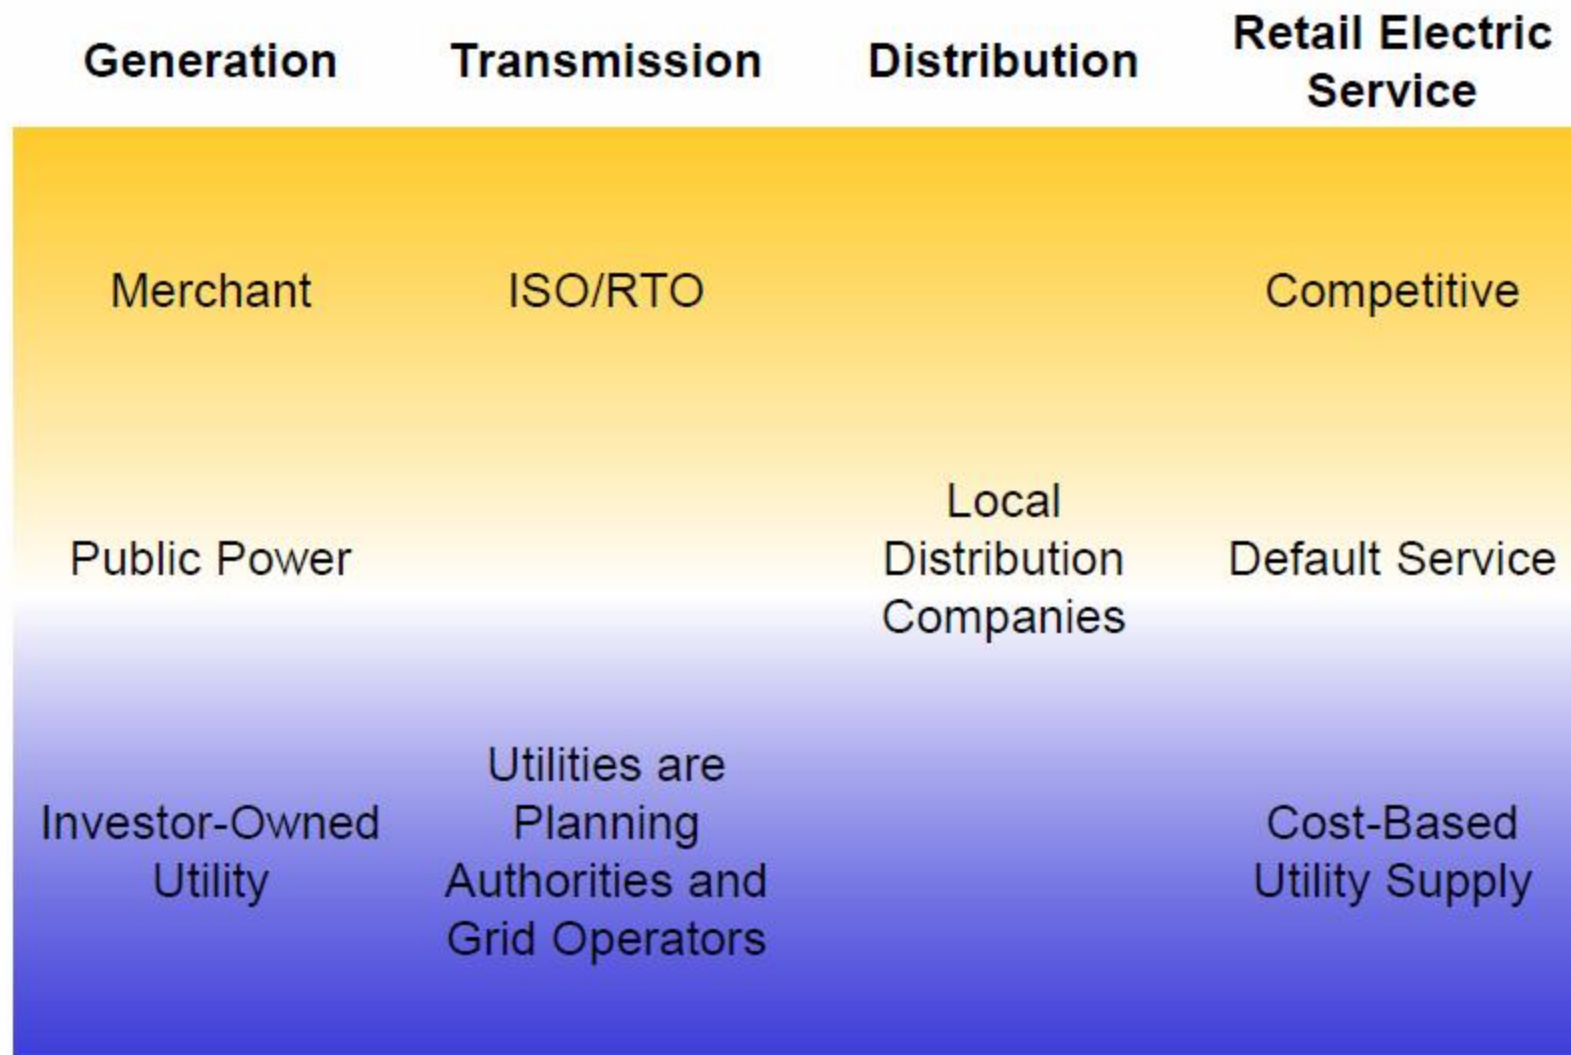 Generation
Transmission
Distribution
Retail Electric
Service
Merchant
ISO/RTO
Competitive
Public Power
Local
Distribution
Companies
Default Service
Investor-Owned
Utility
Utilities are
Planning
Authorities and
Grid Operators
Cost-Based
Utility Supply